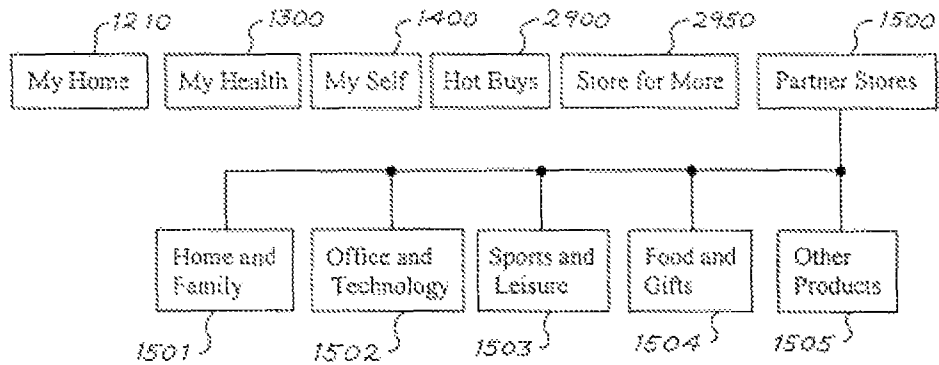 1210 1300 1400 2900 2950 1500
My Home My Health My Self Hot Buys Store for More Partner Stores
Home and Office and Sports and Food and Other
Family Technology Leisure Gifts Products
1501 1502 1503 1504 1505